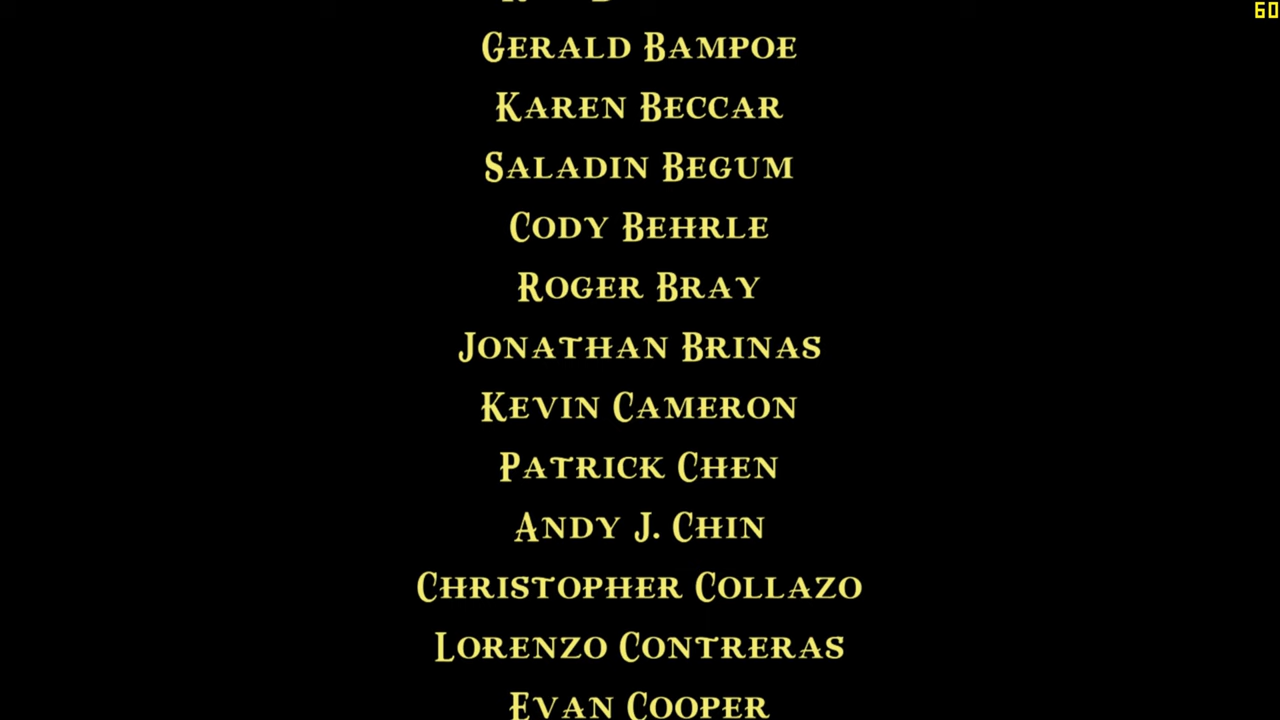 60
Gerald Bampoe
Karen Beccar
Saladin Begum
Cody Behrle
Roger Bray
Jonathan Brinas
Kevin Cameron
Patrick Chen
Andy J. Chin
Christopher Collazo
Lorenzo Contreras
Evan Cooper